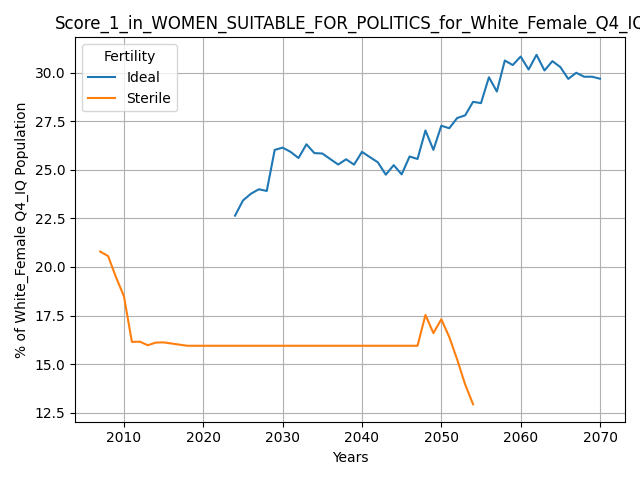 Score_1_in_WOMEN_SUITABLE_FOR_POLITICS_for_White_Female_Q4_IQ
Fertility
Ideal
Sterile
% of White_Female Q4_IQ Population
30.0
27.5
25.0
22.5
20.0
17.5
15.0
12.5
2010 2020 2030 2040 2050 2060 2070
Years